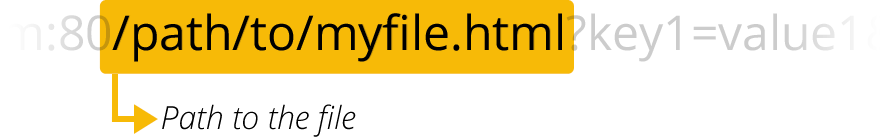 m:80/path/to/myfile.html?key1=value1&
Path to the file